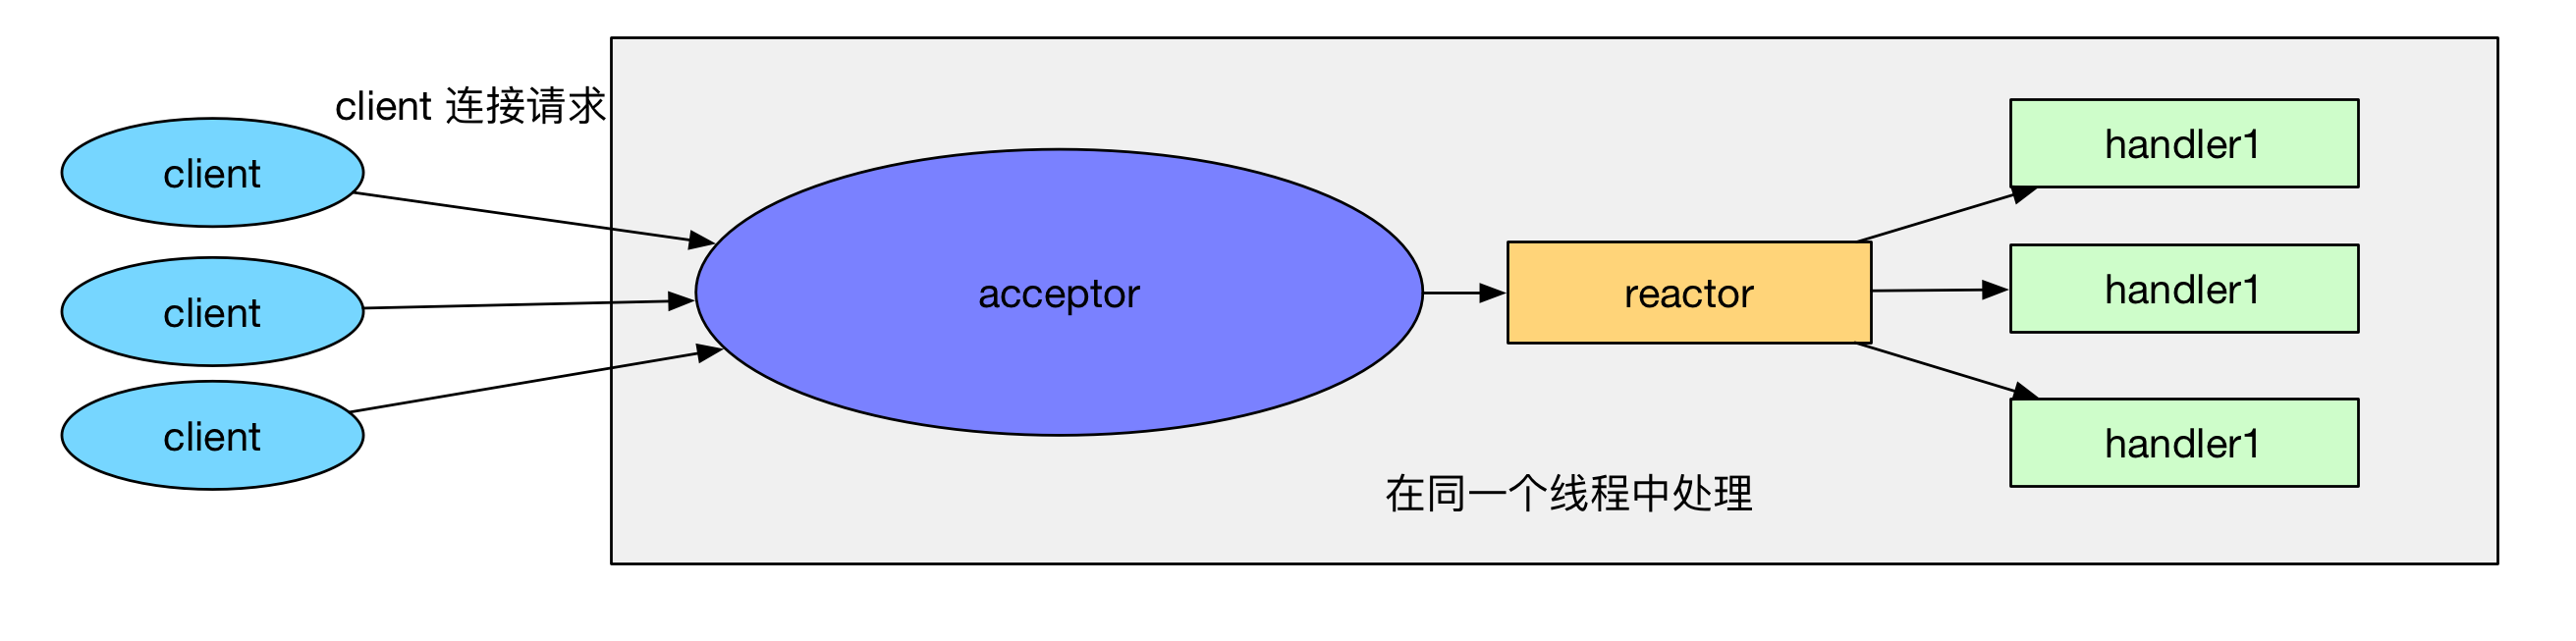 client 连接请求
client
client
client
acceptor
reactor
handler1
handler1
handler1
在同一个线程中处理